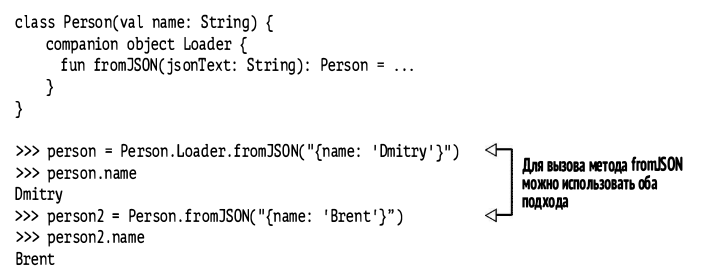 class Person(val name: String) {
    companion object Loader {
      fun fromJSON(jsonText: String): Person = ...
    }
}
>>> person = Person.Loader.fromJSON("{name: 'Dmitry'}")
>>> person.name
Dmitry
>>> person2 = Person.fromJSON("{name: 'Brent'}”)
>>> person2.name
Brent
Для вызова метода fromJSON
можно использовать оба
подхода